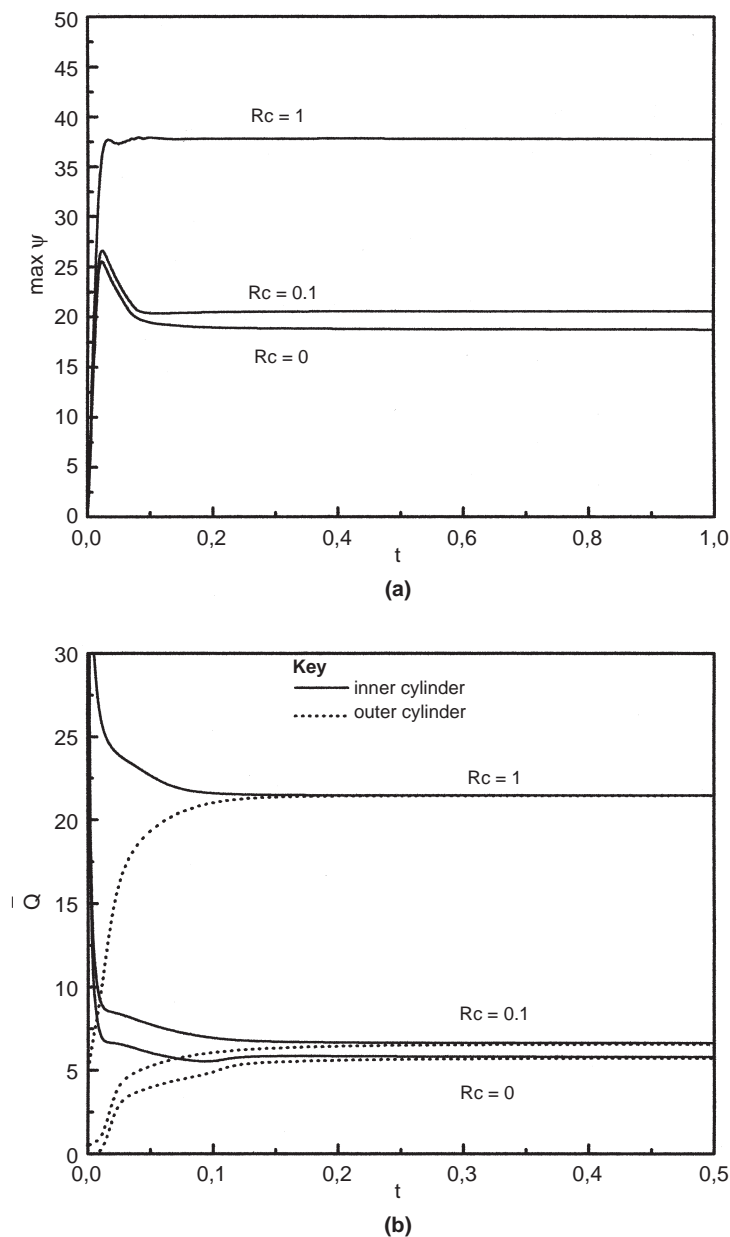 50
45
40
35
30
25
20
15
10
5
0
max ψ
Rc = 1
Rc = 0.1
Rc = 0
0,0 0,2 0,4 0,6 0,8 1,0
t
(a)
30
25
20
15
10
5
0
Q̅
Key
inner cylinder
outer cylinder
Rc = 1
Rc = 0.1
Rc = 0
0,0 0,1 0,2 0,3 0,4 0,5
t
(b)